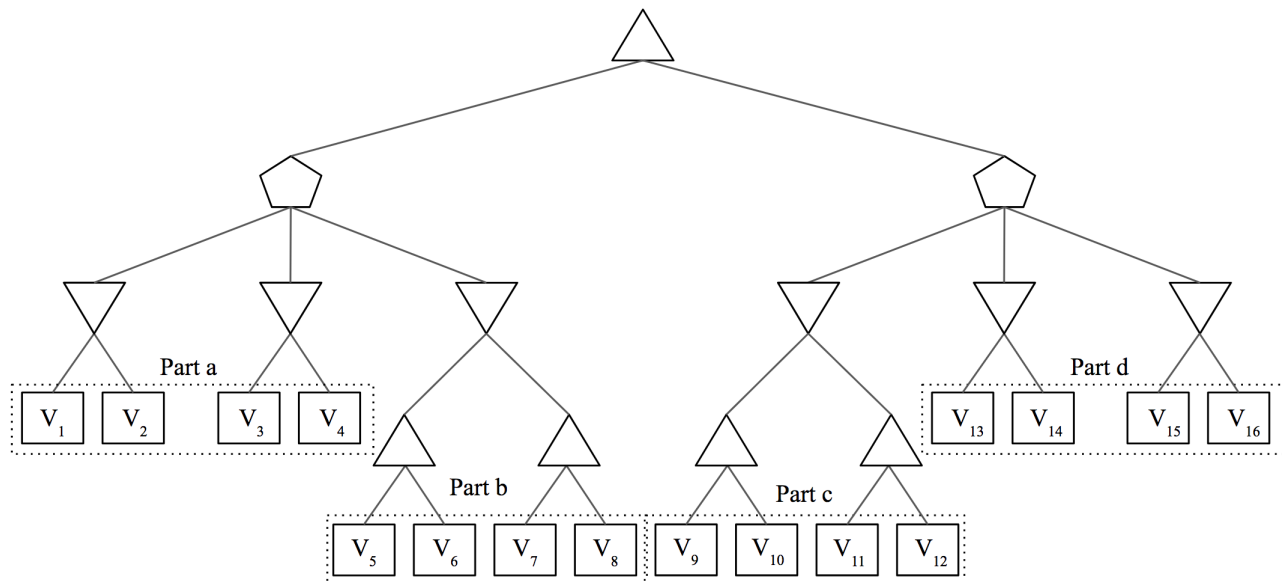 Part a
Part d
V₁ V₂ V₃ V₄
V₁₃ V₁₄ V₁₅ V₁₆
Part b
Part c
V₅ V₆ V₇ V₈
V₉ V₁₀ V₁₁ V₁₂